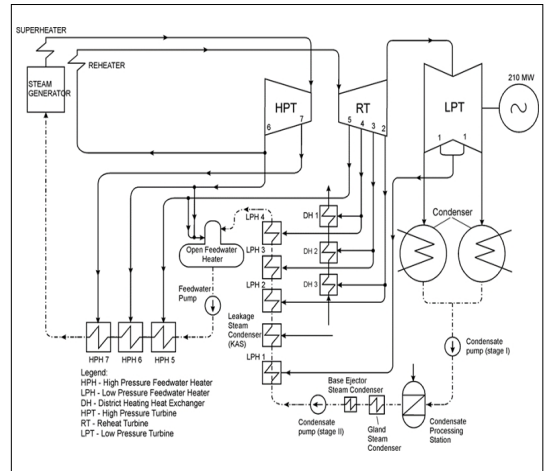 SUPERHEATER
REHEATER
STEAM
GENERATOR
HPT
6
7
RT
5
4
3
2
LPT
1
1
210 MW
DH 1
DH 2
DH 3
LPH 4
LPH 3
LPH 2
Open Feedwater
Heater
Feedwater
Pump
Leakage
Steam
Condenser
(KAS)
LPH 1
Condenser
Condensate
pump (stage I)
HPH 7
HPH 6
HPH 5
Base Ejector
Steam Condenser
Condensate
pump (stage II)
Gland
Steam
Condenser
Condensate
Processing
Station
Legend:
HPH - High Pressure Feedwater Heater
LPH - Low Pressure Feedwater Heater
DH - District Heating Heat Exchanger
HPT - High Pressure Turbine
RT - Reheat Turbine
LPT - Low Pressure Turbine